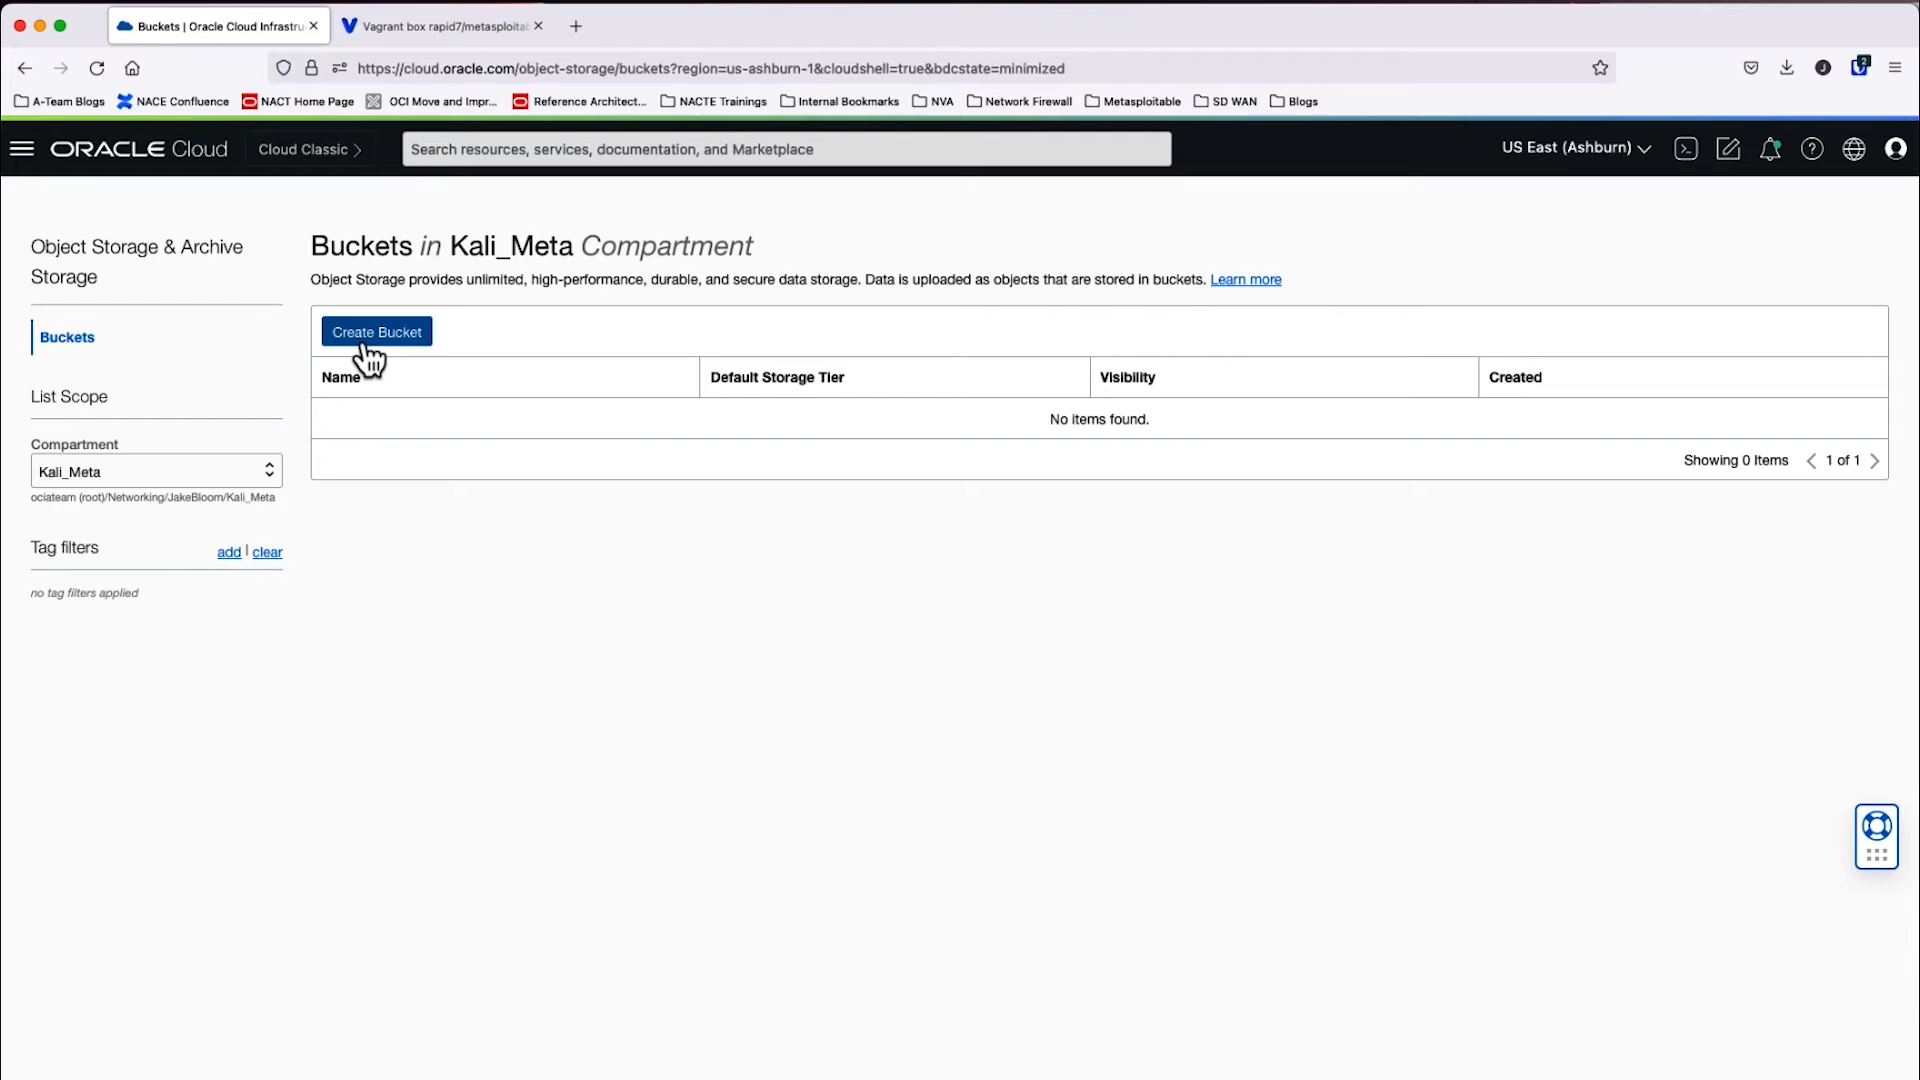 Buckets | Oracle Cloud Infrastru
Vagrant box rapid7/metasploitab
https://cloud.oracle.com/object-storage/buckets?region=us-ashburn-1&cloudshell=true&bdcstate=minimized
J
2
A-Team Blogs
NACE Confluence
NACT Home Page
OCI Move and Impr...
Reference Architect...
NACTE Trainings
Internal Bookmarks
NVA
Network Firewall
Metasploitable
SD WAN
Blogs
ORACLE Cloud
Cloud Classic
Search resources, services, documentation, and Marketplace
US East (Ashburn)
Object Storage & Archive
Storage
Buckets
List Scope
Compartment
Kali_Meta
ociateam (root)/Networking/JakeBloom/Kali_Meta
Tag filters
add | clear
no tag filters applied
Buckets in Kali_Meta Compartment
Object Storage provides unlimited, high-performance, durable, and secure data storage. Data is uploaded as objects that are stored in buckets. Learn more
Create Bucket
Name
Default Storage Tier
Visibility
Created
No items found.
Showing 0 Items
1 of 1